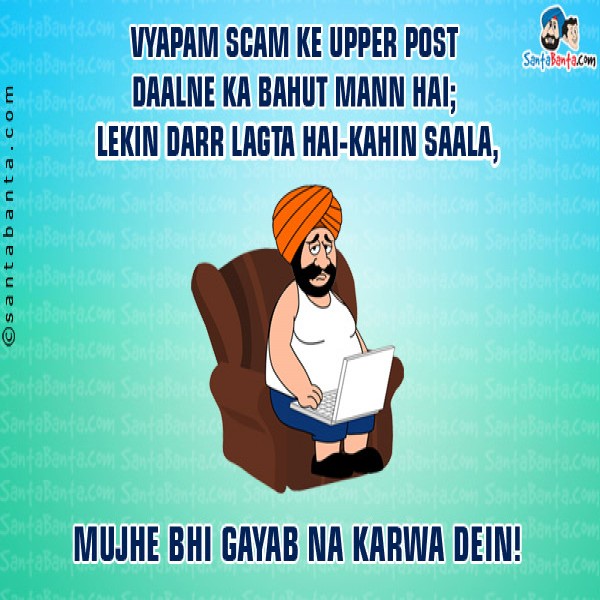 VYAPAM SCAM KE UPPER POST
DAALNE KA BAHUT MANN HAI;
LEKIN DARR LAGTA HAI-KAHIN SAALA,
MUJHE BHI GAYAB NA KARWA DEIN!
SantaBanta.com
©santabanta.com